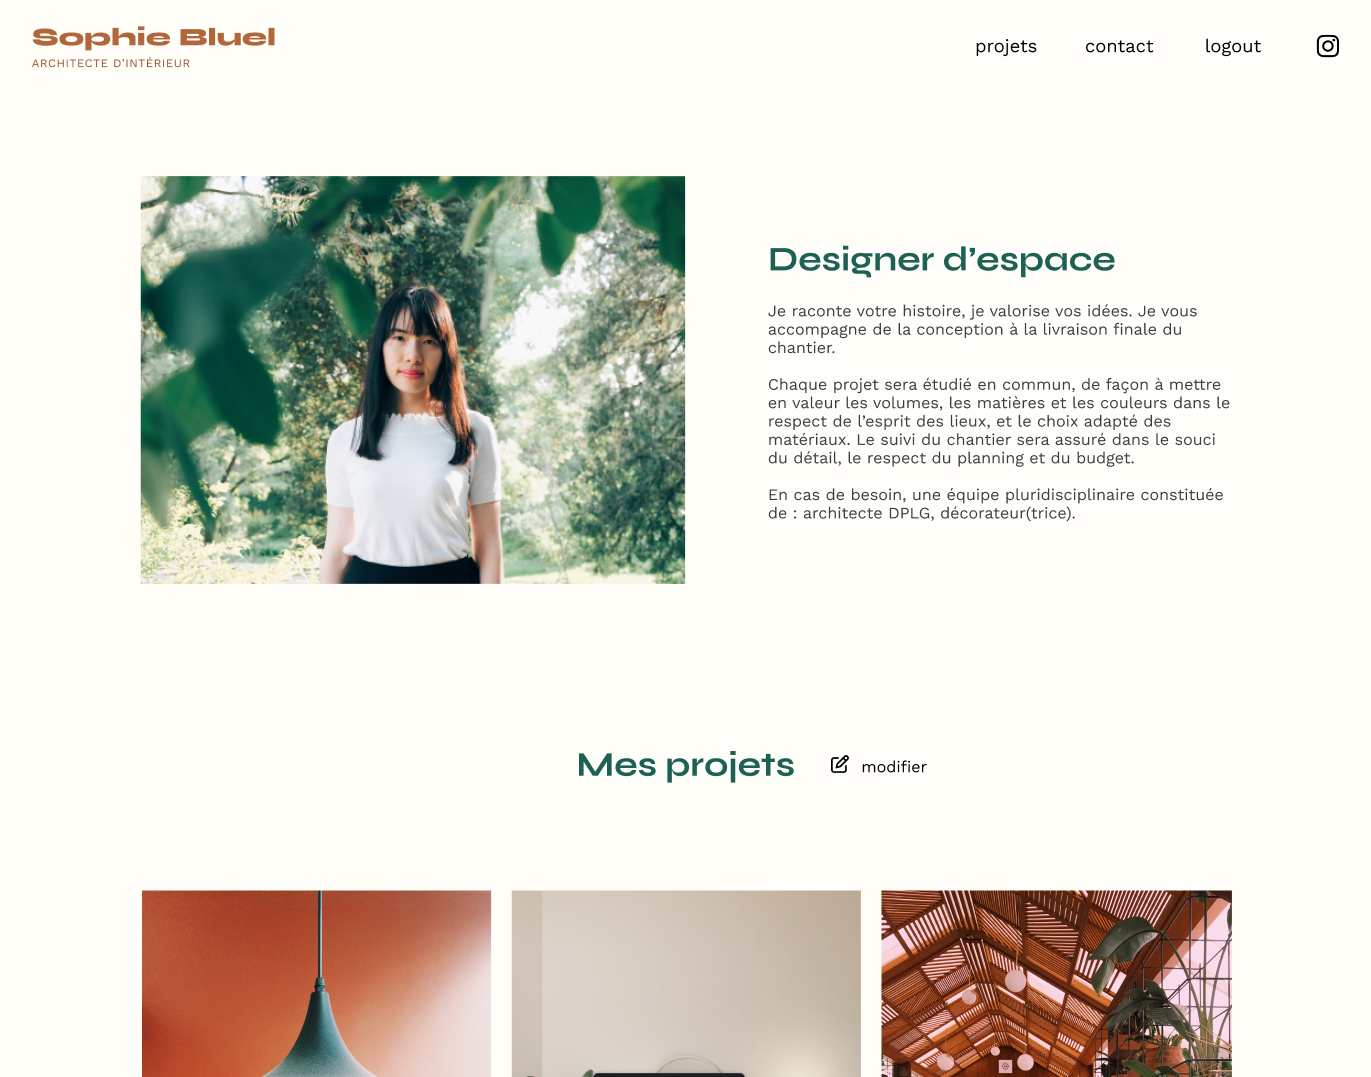 Sophie Bluel
ARCHITECTE D’INTÉRIEUR
projets contact logout
Designer d’espace
Je raconte votre histoire, je valorise vos idées. Je vous
accompagne de la conception à la livraison finale du
chantier.
Chaque projet sera étudié en commun, de façon à mettre
en valeur les volumes, les matières et les couleurs dans le
respect de l’esprit des lieux, et le choix adapté des
matériaux. Le suivi du chantier sera assuré dans le souci
du détail, le respect du planning et du budget.
En cas de besoin, une équipe pluridisciplinaire constituée
de : architecte DPLG, décorateur(trice).
Mes projets
modifier